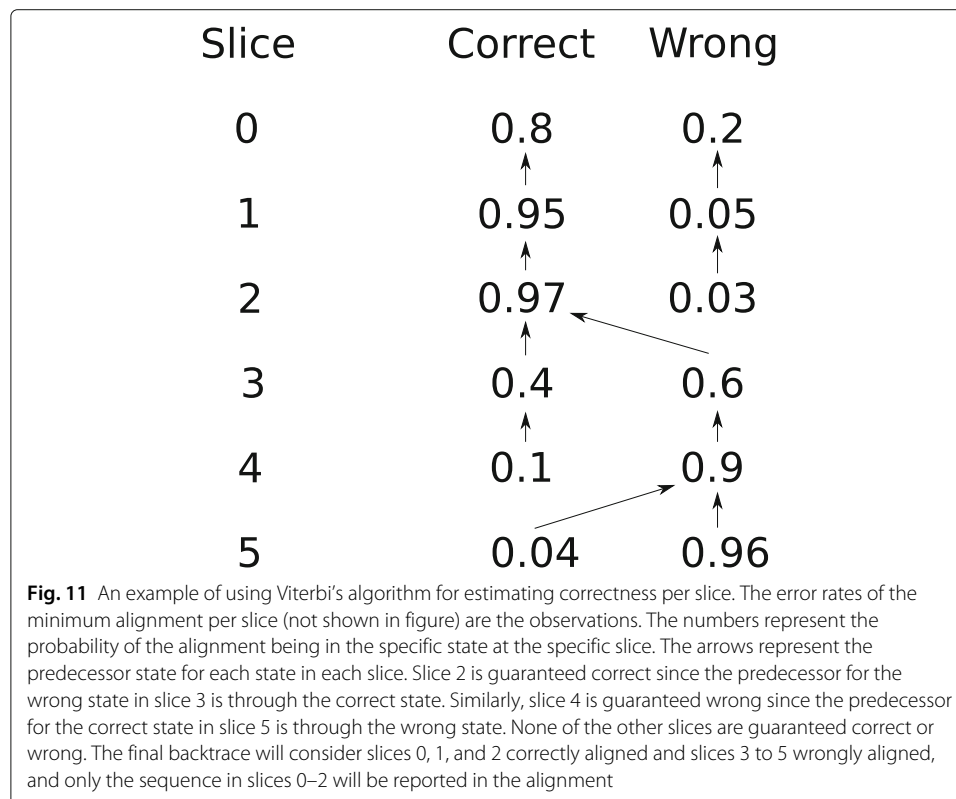 Slice Correct Wrong
0 0.8 0.2
1 0.95 0.05
2 0.97 0.03
3 0.4 0.6
4 0.1 0.9
5 0.04 0.96
Fig. 11 An example of using Viterbi's algorithm for estimating correctness per slice. The error rates of the
minimum alignment per slice (not shown in figure) are the observations. The numbers represent the
probability of the alignment being in the specific state at the specific slice. The arrows represent the
predecessor state for each state in each slice. Slice 2 is guaranteed correct since the predecessor for the
wrong state in slice 3 is through the correct state. Similarly, slice 4 is guaranteed wrong since the predecessor
for the correct state in slice 5 is through the wrong state. None of the other slices are guaranteed correct or
wrong. The final backtrace will consider slices 0, 1, and 2 correctly aligned and slices 3 to 5 wrongly aligned,
and only the sequence in slices 0–2 will be reported in the alignment